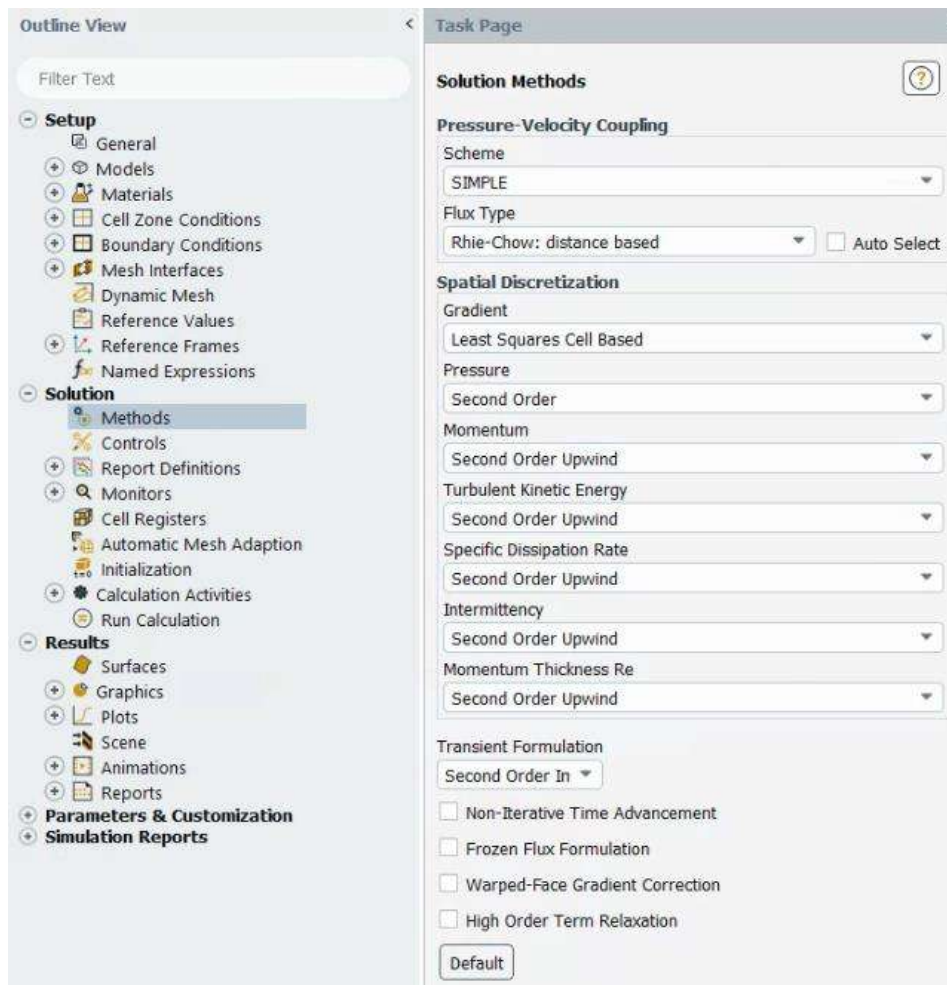 Outline View
Filter Text
Setup
General
Models
Materials
Cell Zone Conditions
Boundary Conditions
Mesh Interfaces
Dynamic Mesh
Reference Values
Reference Frames
Named Expressions
Solution
Methods
Controls
Report Definitions
Monitors
Cell Registers
Automatic Mesh Adaption
Initialization
Calculation Activities
Run Calculation
Results
Surfaces
Graphics
Plots
Scene
Animations
Reports
Parameters & Customization
Simulation Reports
Task Page
Solution Methods
Pressure-Velocity Coupling
Scheme
SIMPLE
Flux Type
Rhie-Chow: distance based Auto Select
Spatial Discretization
Gradient
Least Squares Cell Based
Pressure
Second Order
Momentum
Second Order Upwind
Turbulent Kinetic Energy
Second Order Upwind
Specific Dissipation Rate
Second Order Upwind
Intermittency
Second Order Upwind
Momentum Thickness Re
Second Order Upwind
Transient Formulation
Second Order In
Non-Iterative Time Advancement
Frozen Flux Formulation
Warped-Face Gradient Correction
High Order Term Relaxation
Default